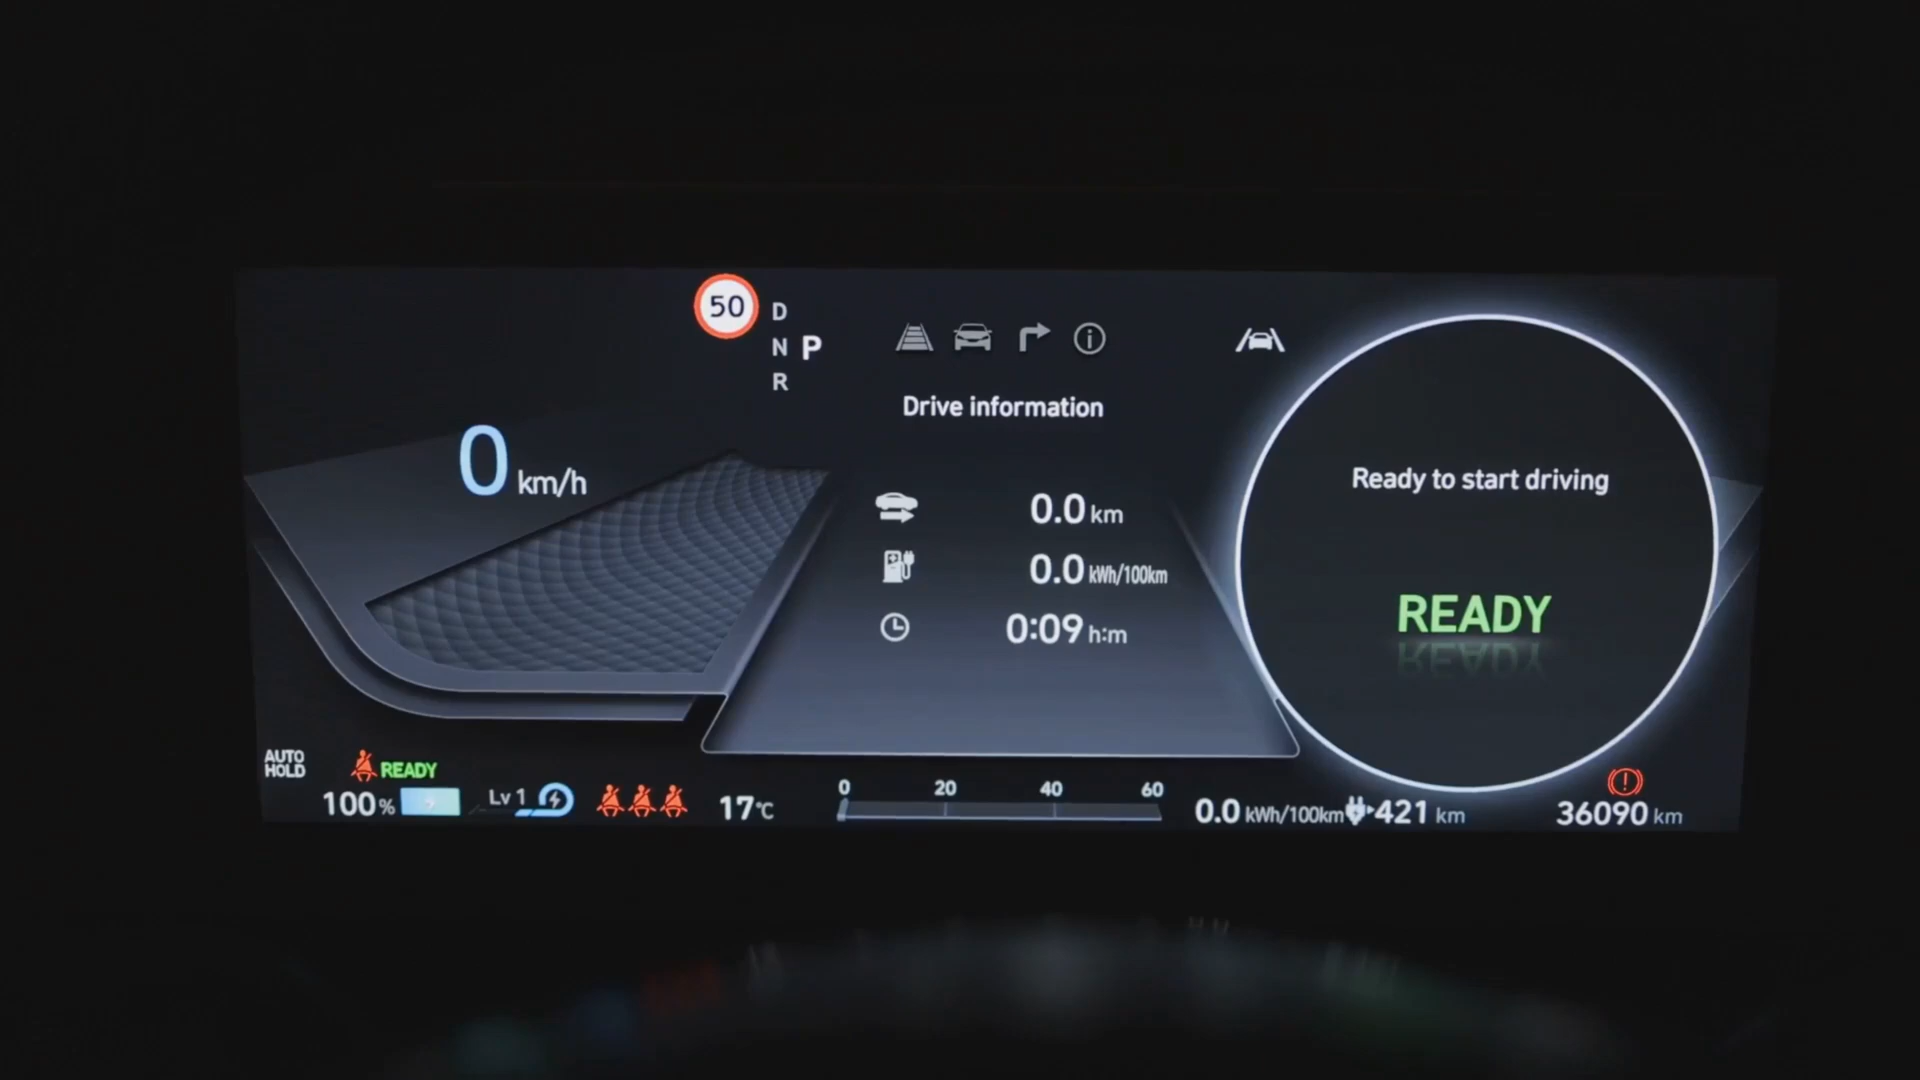 50
D
N P
R
Drive information
0 km/h
0.0 km
0.0 kWh/100km
0:09 h:m
Ready to start driving
READY
AUTO HOLD
READY
100%
Lv 1
17°C
0 20 40 60
0.0 kWh/100km
421 km
36090 km